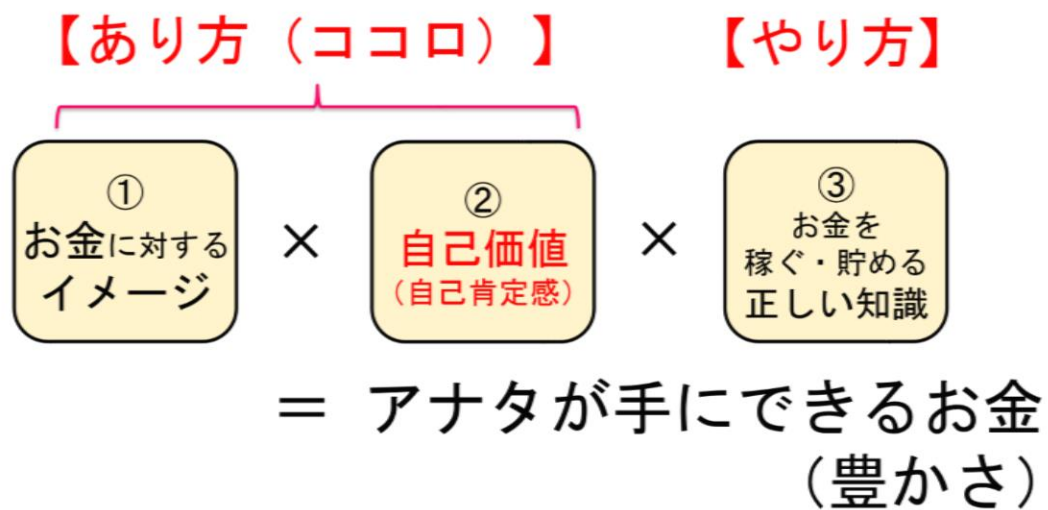 【あり方（ココロ）】
【やり方】
①
お金に対する
イメージ
×
②
自己価値
（自己肯定感）
×
③
お金を
稼ぐ・貯める
正しい知識
＝ アナタが手にできるお金
（豊かさ）